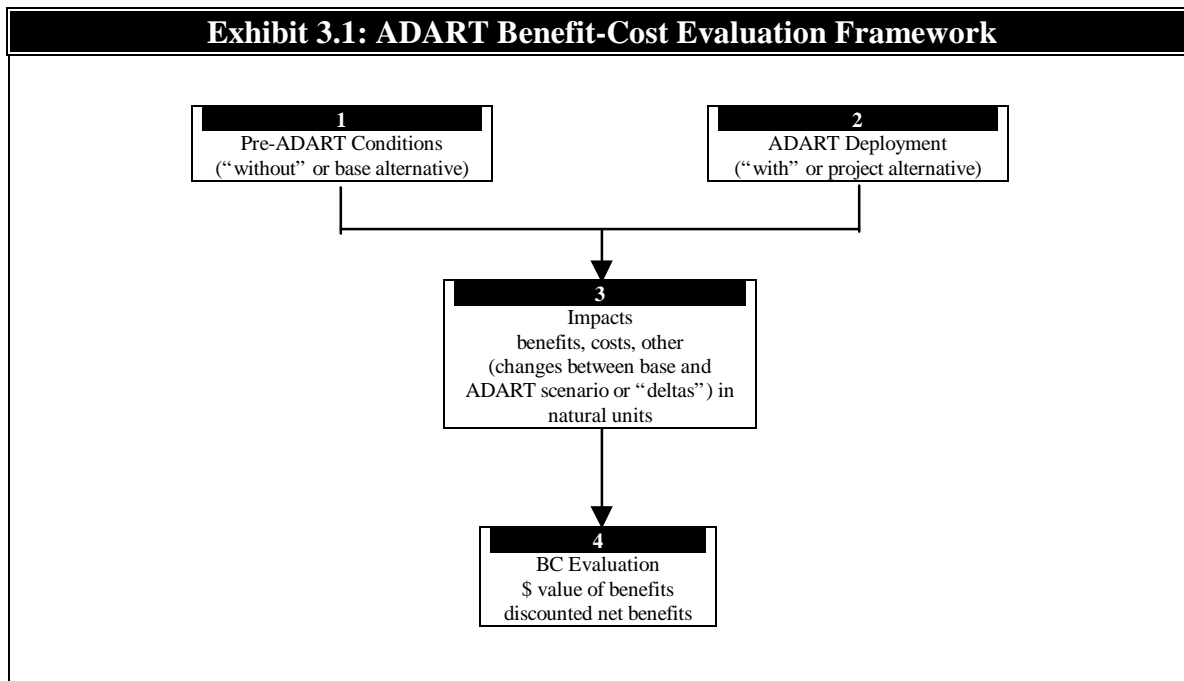 Exhibit 3.1: ADART Benefit-Cost Evaluation Framework
1
Pre-ADART Conditions
(“without” or base alternative)
2
ADART Deployment
(“with” or project alternative)
3
Impacts
benefits, costs, other
(changes between base and
ADART scenario or “deltas”) in
natural units
4
BC Evaluation
$ value of benefits
discounted net benefits